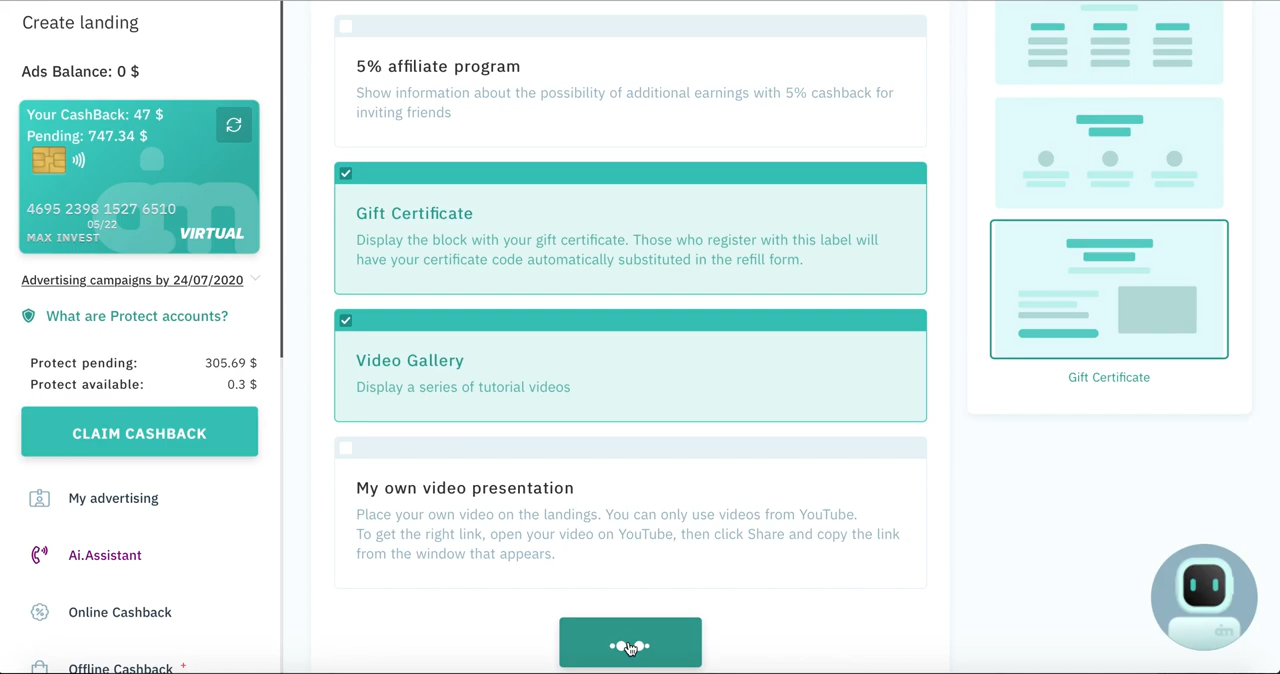 Create landing
Ads Balance: 0 $
Your CashBack: 47 $
Pending: 747.34 $
4695 2398 1527 6510
05/22
MAX INVEST
VIRTUAL
Advertising campaigns by 24/07/2020
What are Protect accounts?
Protect pending: 305.69 $
Protect available: 0.3 $
CLAIM CASHBACK
My advertising
Ai.Assistant
Online Cashback
Offline Cashback +
5% affiliate program
Show information about the possibility of additional earnings with 5% cashback for
inviting friends
Gift Certificate
Display the block with your gift certificate. Those who register with this label will
have your certificate code automatically substituted in the refill form.
Video Gallery
Display a series of tutorial videos
My own video presentation
Place your own video on the landings. You can only use videos from YouTube.
To get the right link, open your video on YouTube, then click Share and copy the link
from the window that appears.
Gift Certificate
dm